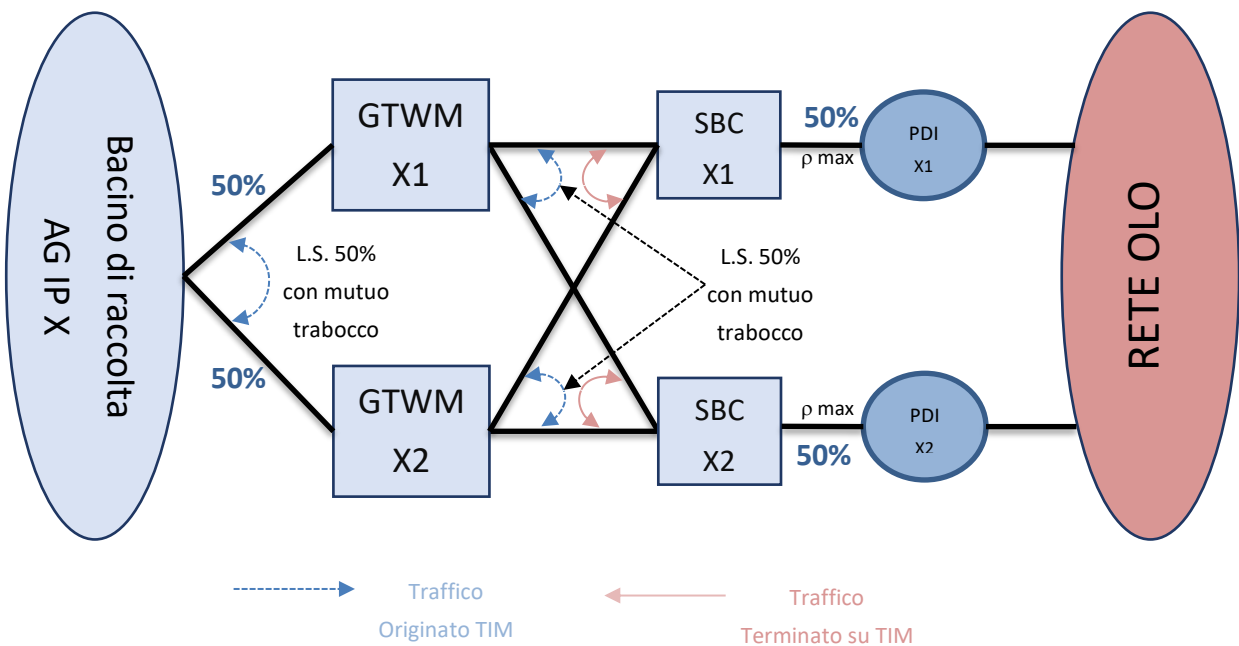 Bacino di raccolta
AG IP X
50%
50%
L.S. 50%
con mutuo
trabocco
GTWM
X1
GTWM
X2
L.S. 50%
con mutuo
trabocco
SBC
X1
SBC
X2
50%
ρ max
ρ max
50%
PDI
X1
PDI
X2
RETE OLO
Traffico
Originato TIM
Traffico
Terminato su TIM